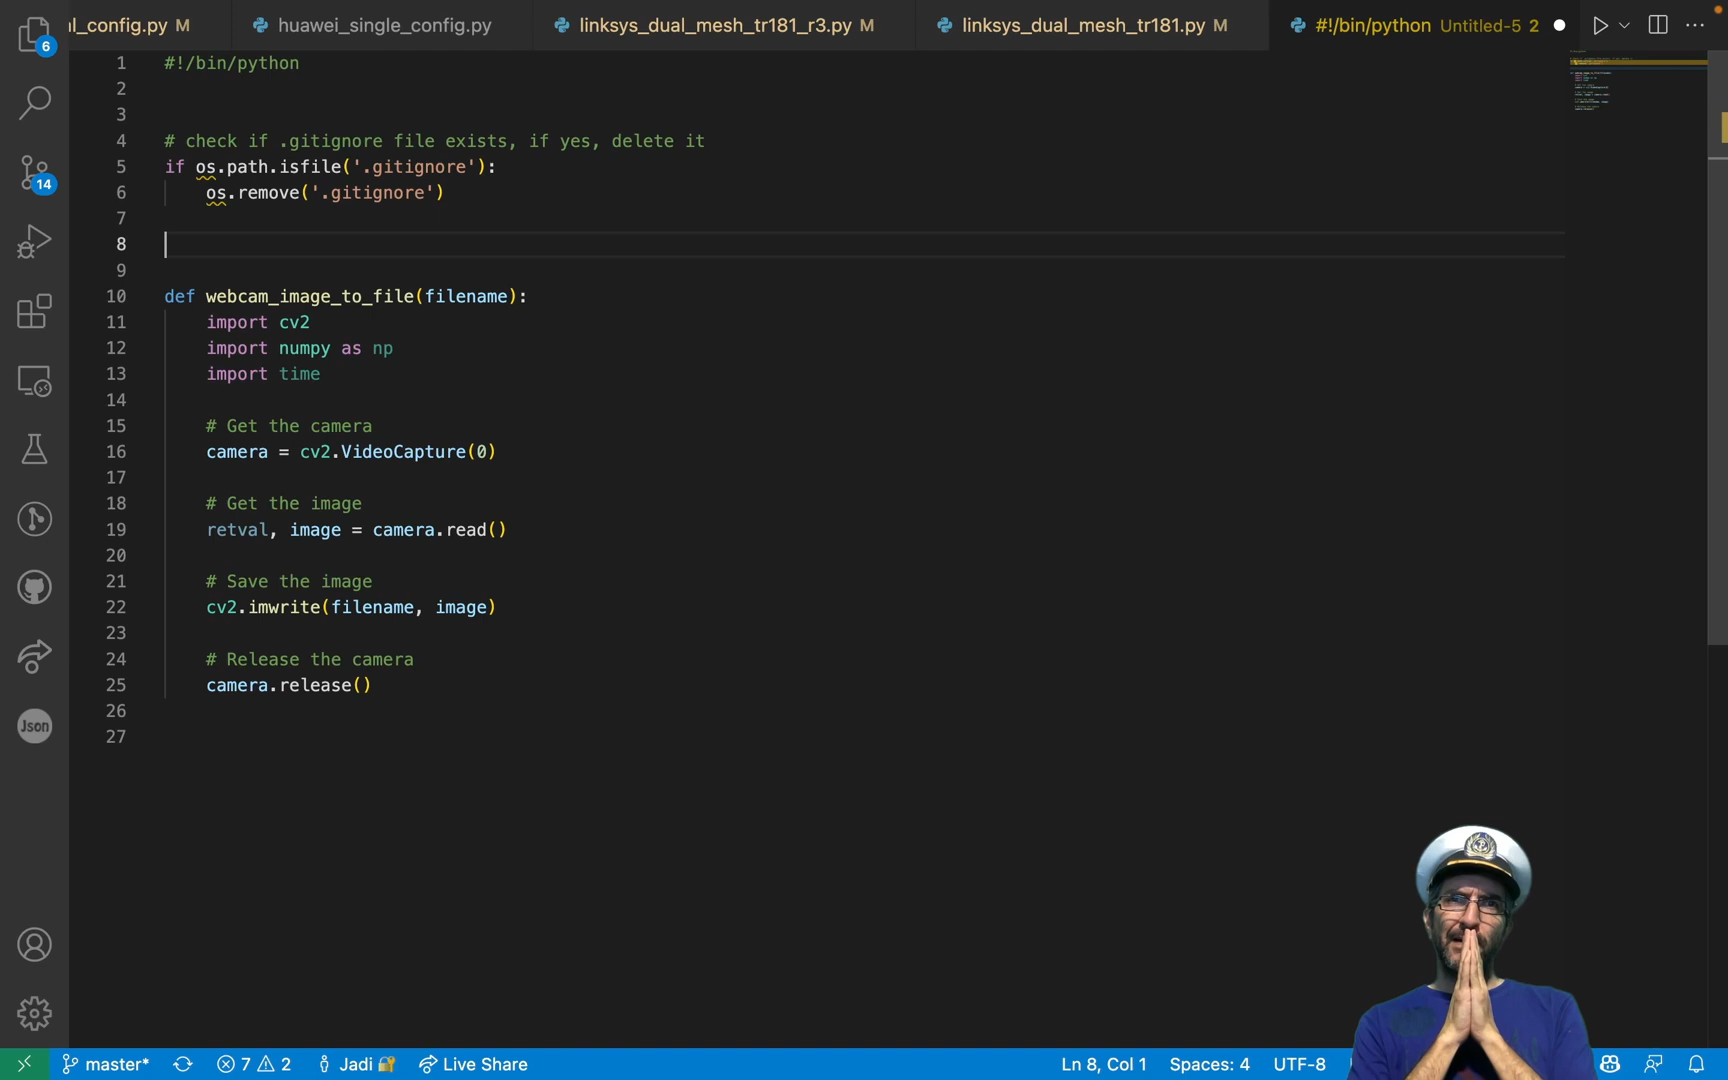 l_config.py M
huawei_single_config.py
linksys_dual_mesh_tr181_r3.py M
linksys_dual_mesh_tr181.py M
#!/bin/python Untitled-5 2
6
14
Json
1 #!/bin/python
2
3
4 # check if .gitignore file exists, if yes, delete it
5 if os.path.isfile('.gitignore'):
6 os.remove('.gitignore')
7
8
9
10 def webcam_image_to_file(filename):
11 import cv2
12 import numpy as np
13 import time
14
15 # Get the camera
16 camera = cv2.VideoCapture(0)
17
18 # Get the image
19 retval, image = camera.read()
20
21 # Save the image
22 cv2.imwrite(filename, image)
23
24 # Release the camera
25 camera.release()
26
27
master* 7 2 Jadi Live Share Ln 8, Col 1 Spaces: 4 UTF-8